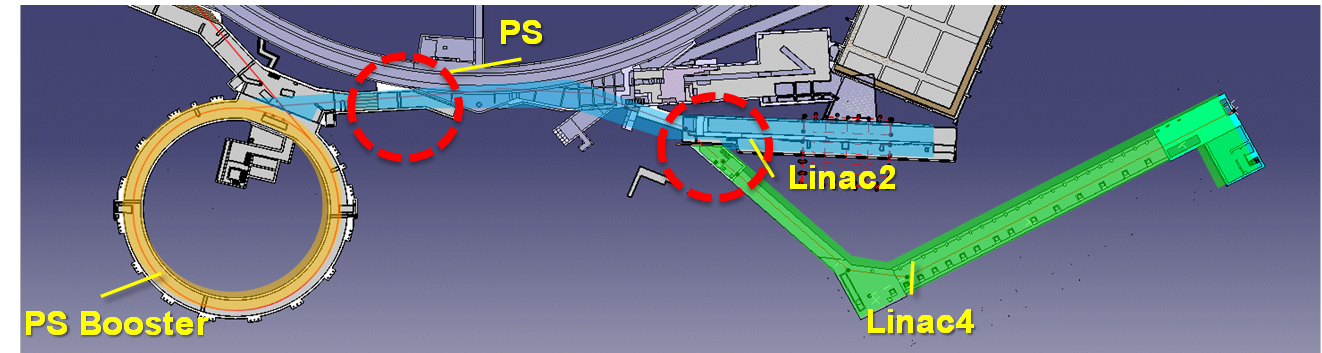 PS
Linac2
PS Booster
Linac4